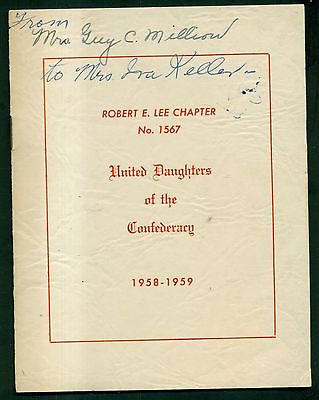 From
Mrs Guy C. Million
to Mrs Ira Keller -
ROBERT E. LEE CHAPTER
No. 1567
United Daughters
of the
Confederacy
1958-1959